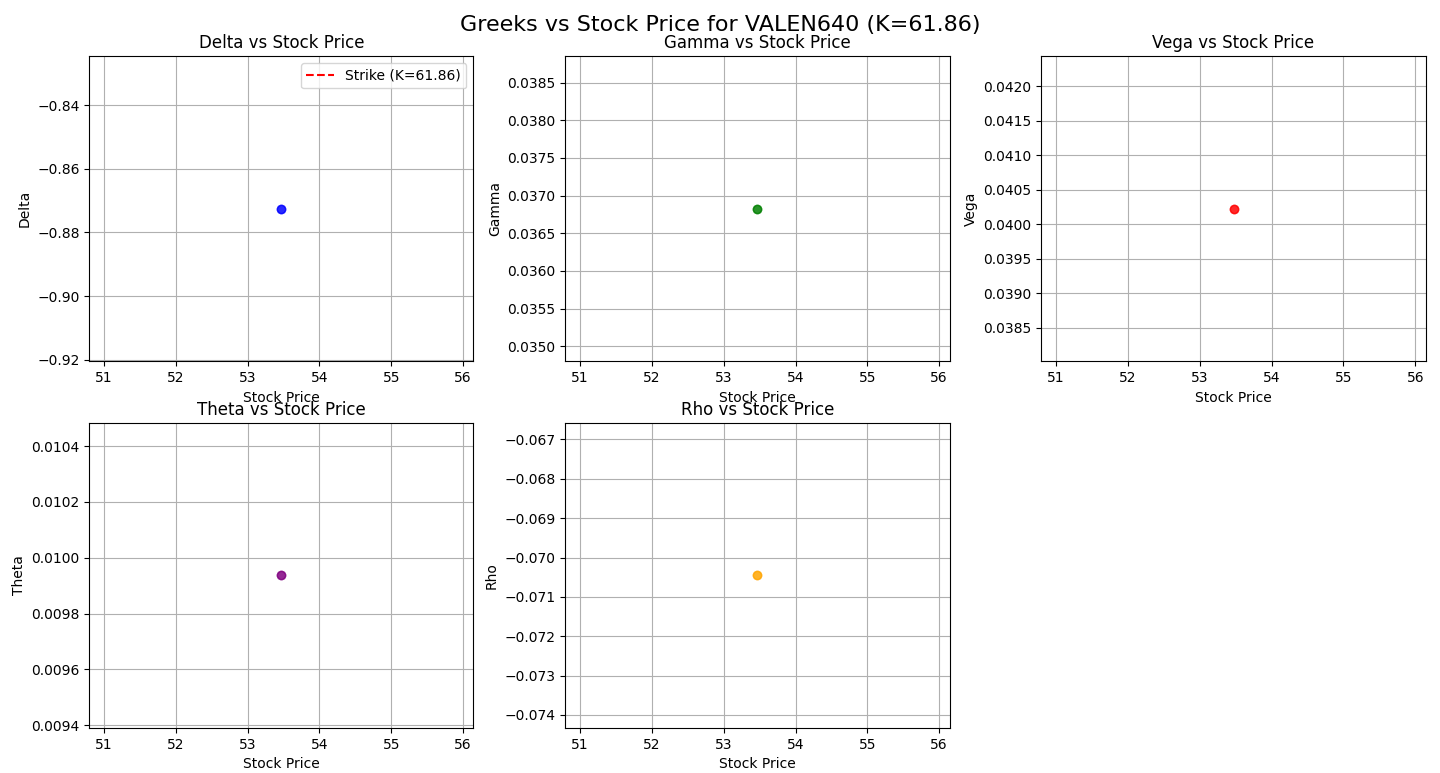 Greeks vs Stock Price for VALEN640 (K=61.86)
Delta vs Stock Price
Strike (K=61.86)
−0.84
−0.86
−0.88
−0.90
−0.92
Delta
51 52 53 54 55 56
Stock Price
Gamma vs Stock Price
0.0385
0.0380
0.0375
0.0370
0.0365
0.0360
0.0355
0.0350
Gamma
51 52 53 54 55 56
Stock Price
Vega vs Stock Price
0.0420
0.0415
0.0410
0.0405
0.0400
0.0395
0.0390
0.0385
Vega
51 52 53 54 55 56
Stock Price
Theta vs Stock Price
0.0104
0.0102
0.0100
0.0098
0.0096
0.0094
Theta
51 52 53 54 55 56
Stock Price
Rho vs Stock Price
−0.067
−0.068
−0.069
−0.070
−0.071
−0.072
−0.073
−0.074
Rho
51 52 53 54 55 56
Stock Price